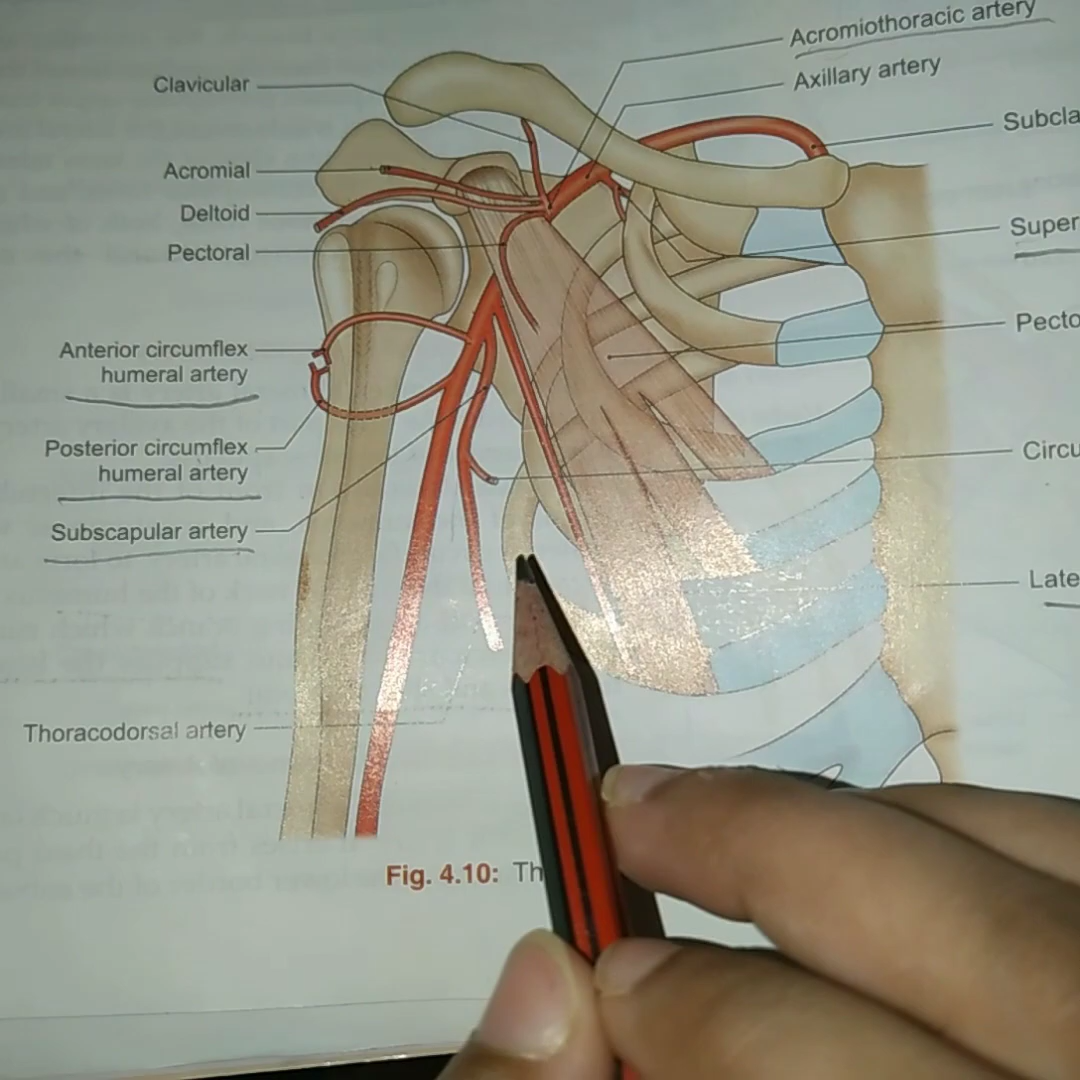 Acromiothoracic artery
Axillary artery
Clavicular
Subcla
Acromial
Deltoid
Super
Pectoral
Pecto
Anterior circumflex
humeral artery
Posterior circumflex
humeral artery
Circu
Subscapular artery
Late
Thoracodorsal artery
Fig. 4.10: Th